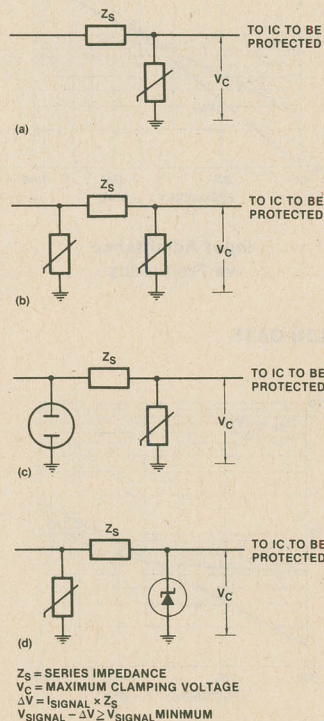 Z_S
TO IC TO BE
PROTECTED
V_C
(a)
Z_S
TO IC TO BE
PROTECTED
V_C
(b)
Z_S
TO IC TO BE
PROTECTED
V_C
(c)
Z_S
TO IC TO BE
PROTECTED
V_C
(d)
Z_S = SERIES IMPEDANCE
V_C = MAXIMUM CLAMPING VOLTAGE
ΔV = I_SIGNAL × Z_S
V_SIGNAL – ΔV ≥ V_SIGNAL MINIMUM